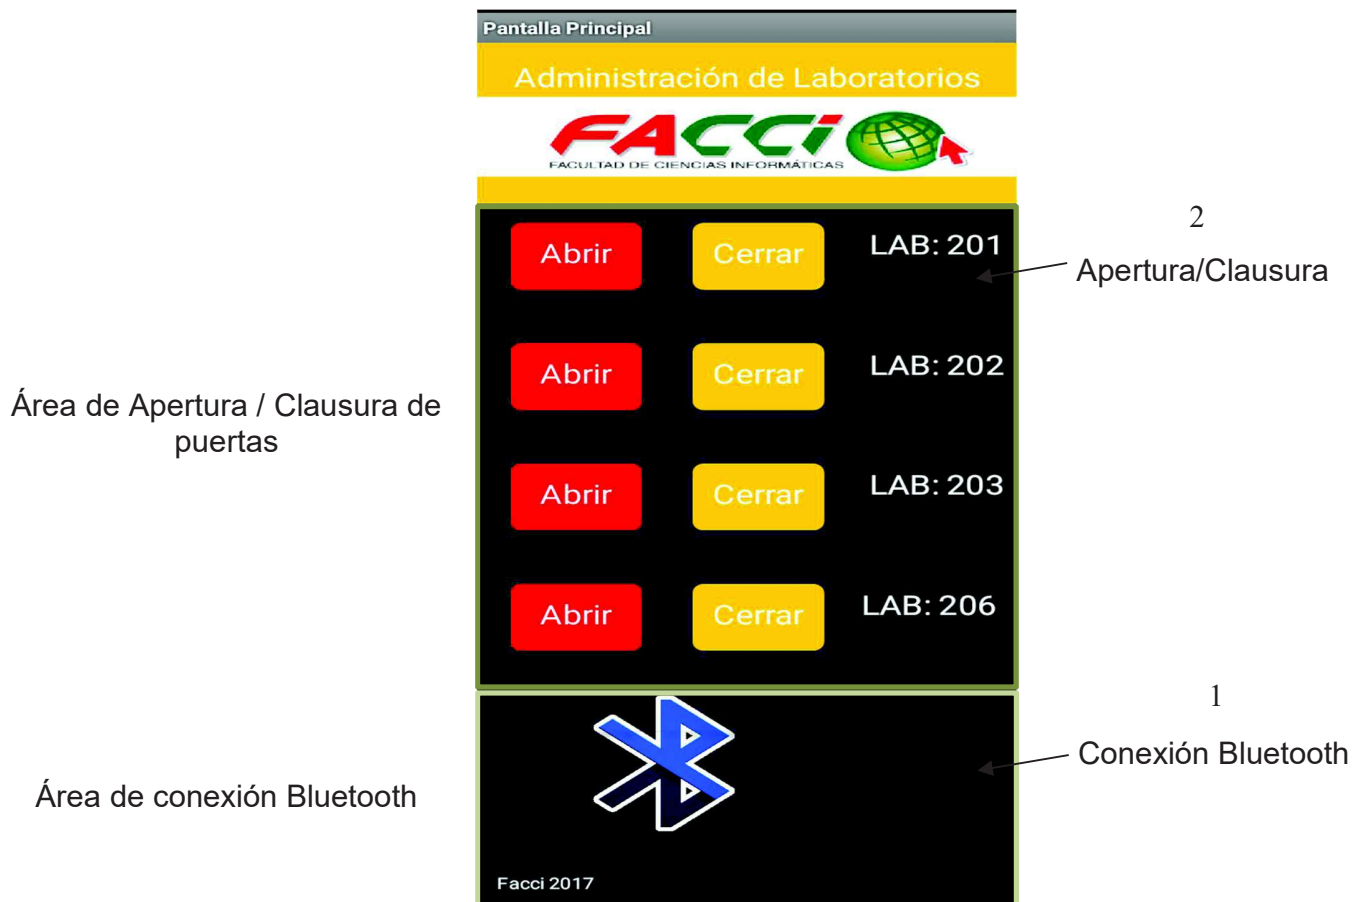 Pantalla Principal
Administración de Laboratorios
FACCi
FACULTAD DE CIENCIAS INFORMÁTICAS
Abrir Cerrar LAB: 201
2
Apertura/Clausura
Abrir Cerrar LAB: 202
Área de Apertura / Clausura de
puertas
Abrir Cerrar LAB: 203
Abrir Cerrar LAB: 206
1
Conexión Bluetooth
Área de conexión Bluetooth
Facci 2017